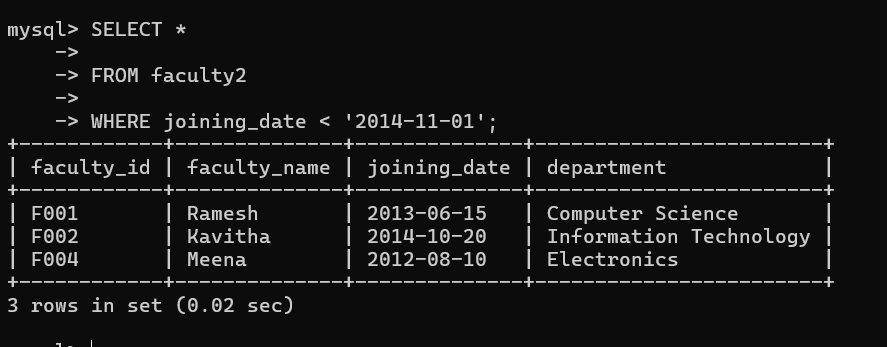 mysql> SELECT *
    ->
    -> FROM faculty2
    ->
    -> WHERE joining_date < '2014-11-01';
+------------+--------------+--------------+------------------------+
| faculty_id | faculty_name | joining_date | department             |
+------------+--------------+--------------+------------------------+
| F001       | Ramesh       | 2013-06-15   | Computer Science       |
| F002       | Kavitha      | 2014-10-20   | Information Technology |
| F004       | Meena        | 2012-08-10   | Electronics            |
+------------+--------------+--------------+------------------------+
3 rows in set (0.02 sec)